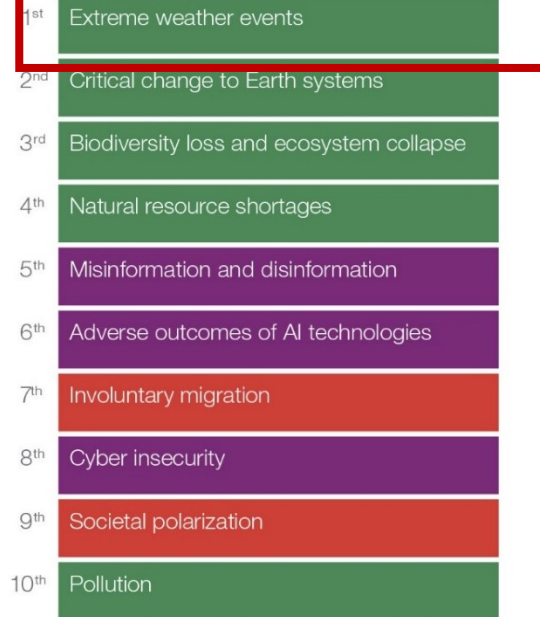 1st Extreme weather events
2nd Critical change to Earth systems
3rd Biodiversity loss and ecosystem collapse
4th Natural resource shortages
5th Misinformation and disinformation
6th Adverse outcomes of AI technologies
7th Involuntary migration
8th Cyber insecurity
9th Societal polarization
10th Pollution